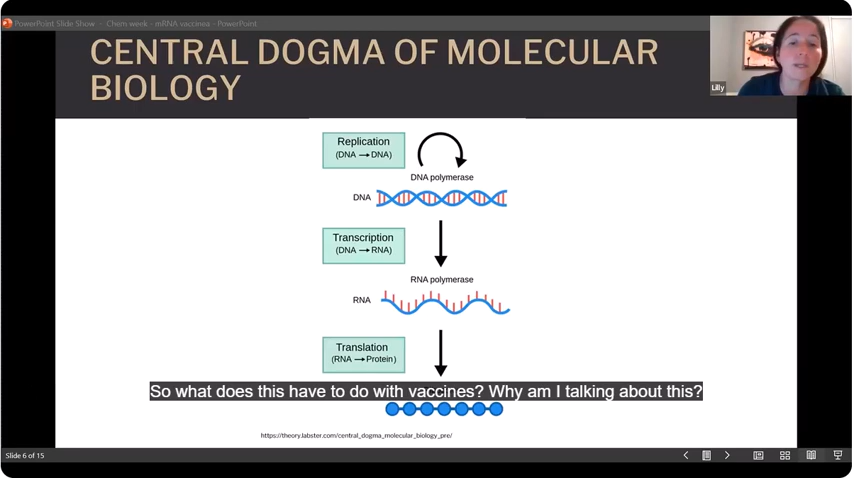 PowerPoint Slide Show - Chem week - mRNA vaccinea - PowerPoint
CENTRAL DOGMA OF MOLECULAR
BIOLOGY
Lilly
Replication
(DNA → DNA)
DNA polymerase
DNA
Transcription
(DNA → RNA)
RNA polymerase
RNA
Translation
(RNA → Protein)
So what does this have to do with vaccines? Why am I talking about this?
https://theory.labster.com/central_dogma_molecular_biology_pre/
Slide 6 of 15